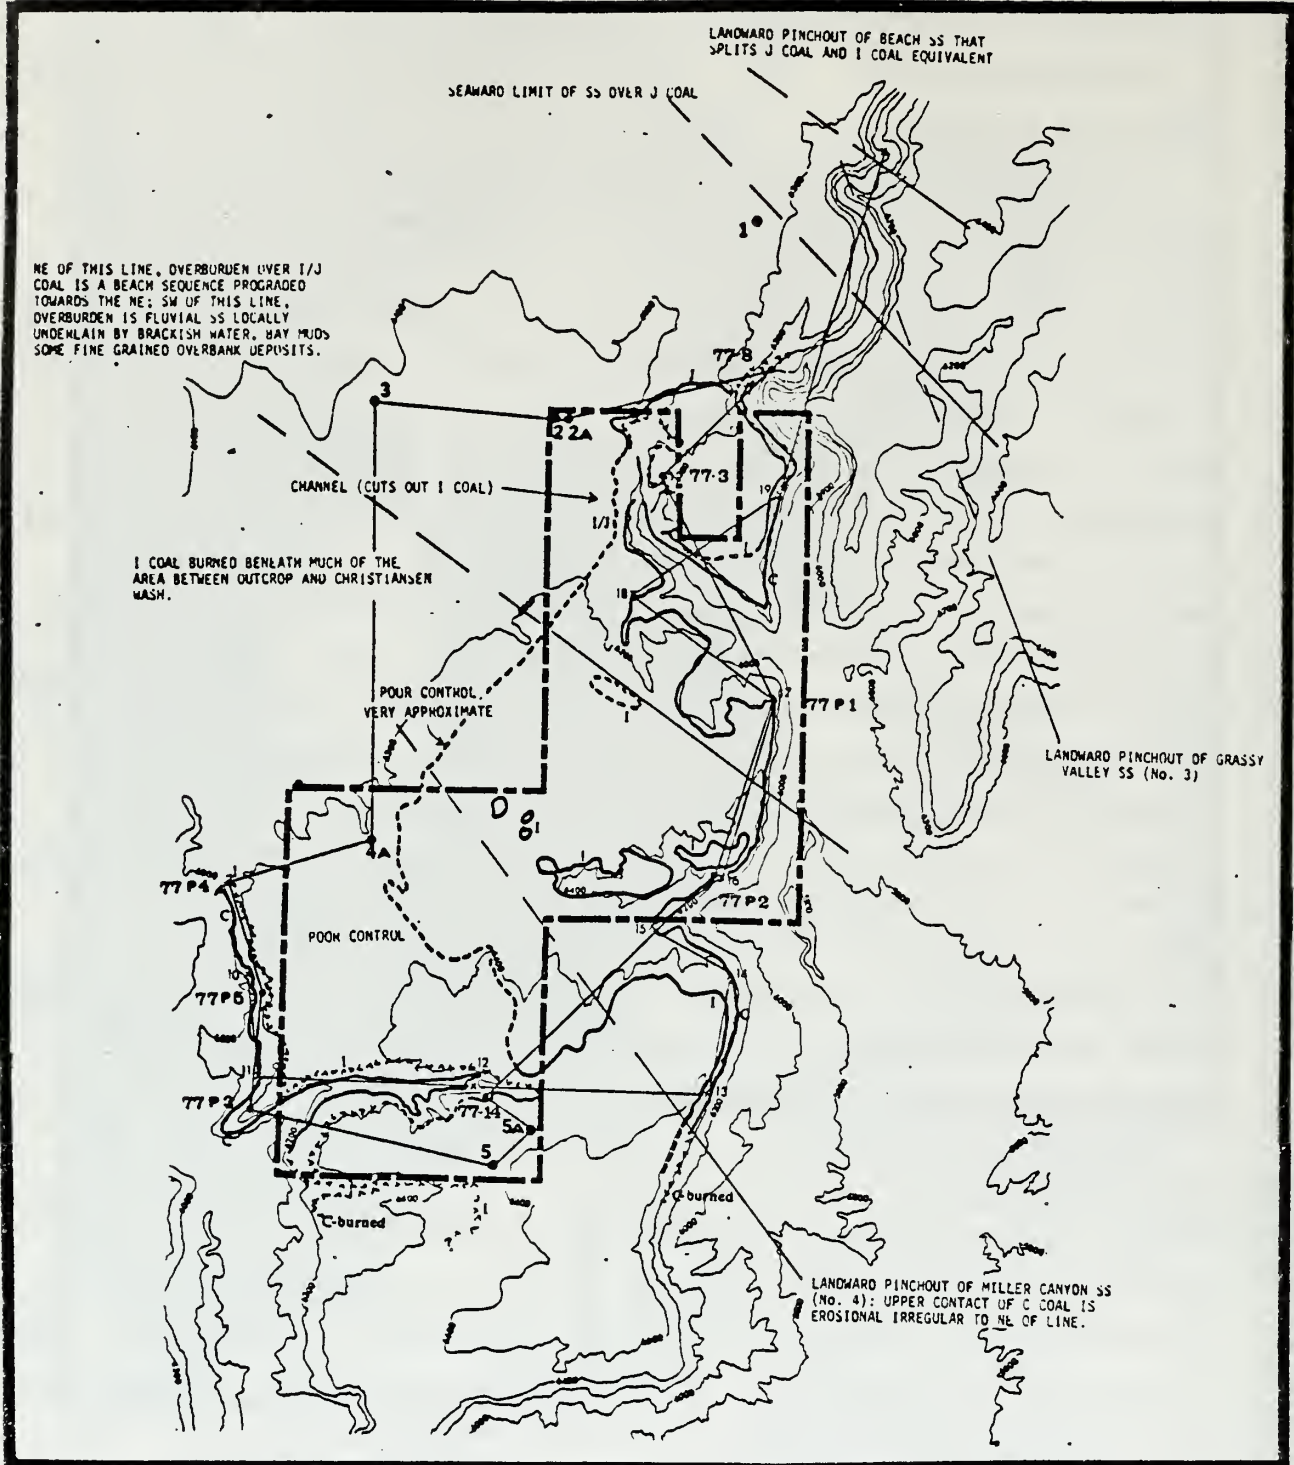 LANDWARD PINCHOUT OF BEACH SS THAT
SPLITS J COAL AND I COAL EQUIVALENT
SEAWARD LIMIT OF SS OVER J COAL
1
NE OF THIS LINE, OVERBURDEN OVER I/J
COAL IS A BEACH SEQUENCE PROGRADED
TOWARDS THE NE; SW OF THIS LINE,
OVERBURDEN IS FLUVIAL SS LOCALLY
UNDERLAIN BY BRACKISH WATER, BAY MUDS
SOME FINE GRAINED OVERBANK DEPOSITS.
77-8
3
2 2A
77-3
CHANNEL (CUTS OUT I COAL)
19
I/J
I COAL BURNED BENEATH MUCH OF THE
AREA BETWEEN OUTCROP AND CHRISTIANSEN
WASH.
C
18
POUR CONTROL,
VERY APPROXIMATE
I
7
77 P1
LANDWARD PINCHOUT OF GRASSY
VALLEY SS (No. 3)
I
4A
I
77 P4
16
77 P2
6400
C
15
POOR CONTROL
14
10
77 P5
I
C
11
I
12
13
77 P3
77-14
5A
5
C-burned
C-burned
I
6400
LANDWARD PINCHOUT OF MILLER CANYON SS
(No. 4); UPPER CONTACT OF C COAL IS
EROSIONAL IRREGULAR TO NE OF LINE.